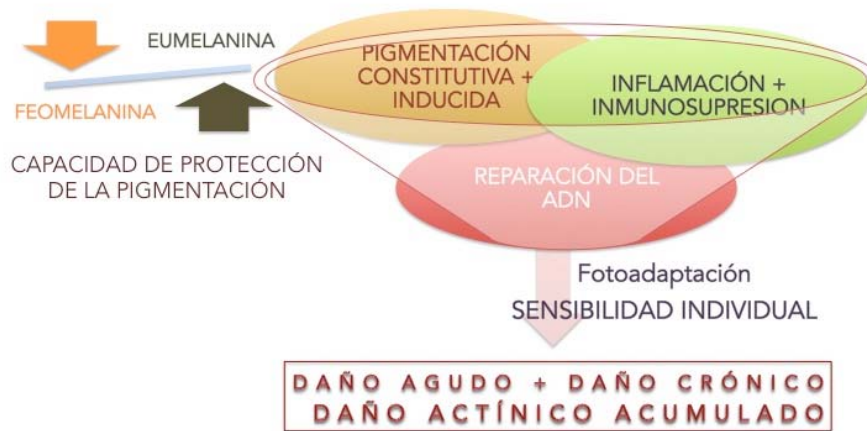 EUMELANINA
FEOMELANINA
CAPACIDAD DE PROTECCIÓN
DE LA PIGMENTACIÓN
PIGMENTACIÓN
CONSTITUTIVA +
INDUCIDA
INFLAMACIÓN +
INMUNOSUPRESION
REPARACIÓN DEL
ADN
Fotoadaptación
SENSIBILIDAD INDIVIDUAL
DAÑO AGUDO + DAÑO CRÓNICO
DAÑO ACTÍNICO ACUMULADO